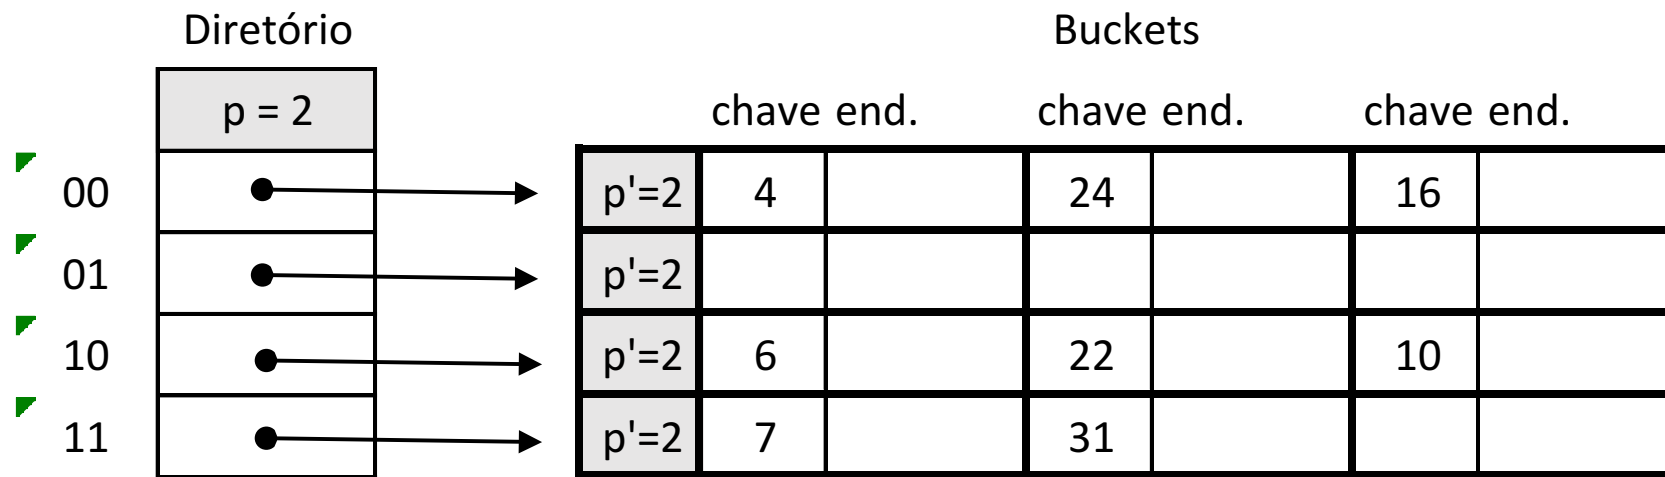 Diretório Buckets
p = 2 chave end. chave end. chave end.
00 p'=2 4 24 16
01 p'=2
10 p'=2 6 22 10
11 p'=2 7 31